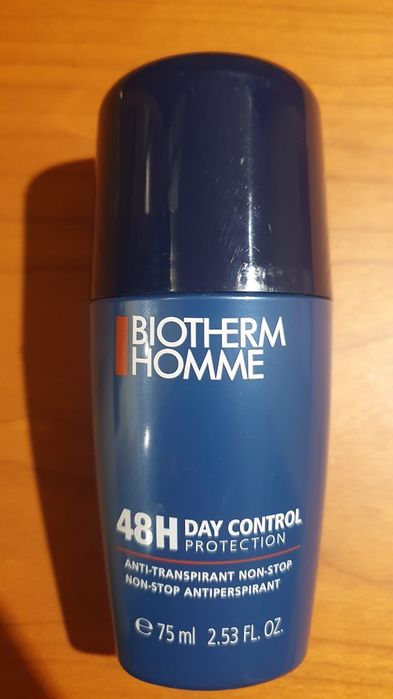 BIOTHERM
HOMME
48H DAY CONTROL
PROTECTION
ANTI-TRANSPIRANT NON-STOP
NON-STOP ANTIPERSPIRANT
℮ 75 ml 2.53 FL. OZ.